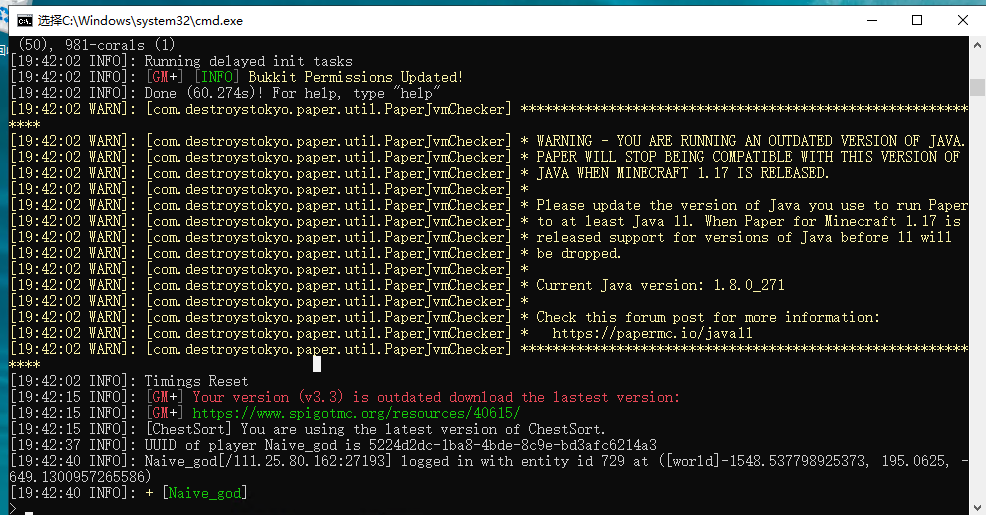 选择C:\Windows\system32\cmd.exe
(50), 981-corals (1)
[19:42:02 INFO]: Running delayed init tasks
[19:42:02 INFO]: [GM+] [INFO] Bukkit Permissions Updated!
[19:42:02 INFO]: Done (60.274s)! For help, type "help"
[19:42:02 WARN]: [com.destroystokyo.paper.util.PaperJvmChecker] ********************************************************
****
[19:42:02 WARN]: [com.destroystokyo.paper.util.PaperJvmChecker] * WARNING - YOU ARE RUNNING AN OUTDATED VERSION OF JAVA.
[19:42:02 WARN]: [com.destroystokyo.paper.util.PaperJvmChecker] * PAPER WILL STOP BEING COMPATIBLE WITH THIS VERSION OF
[19:42:02 WARN]: [com.destroystokyo.paper.util.PaperJvmChecker] * JAVA WHEN MINECRAFT 1.17 IS RELEASED.
[19:42:02 WARN]: [com.destroystokyo.paper.util.PaperJvmChecker] *
[19:42:02 WARN]: [com.destroystokyo.paper.util.PaperJvmChecker] * Please update the version of Java you use to run Paper
[19:42:02 WARN]: [com.destroystokyo.paper.util.PaperJvmChecker] * to at least Java 11. When Paper for Minecraft 1.17 is
[19:42:02 WARN]: [com.destroystokyo.paper.util.PaperJvmChecker] * released support for versions of Java before 11 will
[19:42:02 WARN]: [com.destroystokyo.paper.util.PaperJvmChecker] * be dropped.
[19:42:02 WARN]: [com.destroystokyo.paper.util.PaperJvmChecker] *
[19:42:02 WARN]: [com.destroystokyo.paper.util.PaperJvmChecker] * Current Java version: 1.8.0_271
[19:42:02 WARN]: [com.destroystokyo.paper.util.PaperJvmChecker] *
[19:42:02 WARN]: [com.destroystokyo.paper.util.PaperJvmChecker] * Check this forum post for more information:
[19:42:02 WARN]: [com.destroystokyo.paper.util.PaperJvmChecker] *   https://papermc.io/java11
[19:42:02 WARN]: [com.destroystokyo.paper.util.PaperJvmChecker] ********************************************************
****
[19:42:02 INFO]: Timings Reset
[19:42:15 INFO]: [GM+] Your version (v3.3) is outdated download the lastest version:
[19:42:15 INFO]: [GM+] https://www.spigotmc.org/resources/40615/
[19:42:15 INFO]: [ChestSort] You are using the latest version of ChestSort.
[19:42:37 INFO]: UUID of player Naive_god is 5224d2dc-1ba8-4bde-8c9e-bd3afc6214a3
[19:42:40 INFO]: Naive_god[/111.25.80.162:27193] logged in with entity id 729 at ([world]-1548.537798925373, 195.0625, -
649.1300957265586)
[19:42:40 INFO]: + [Naive_god]
>